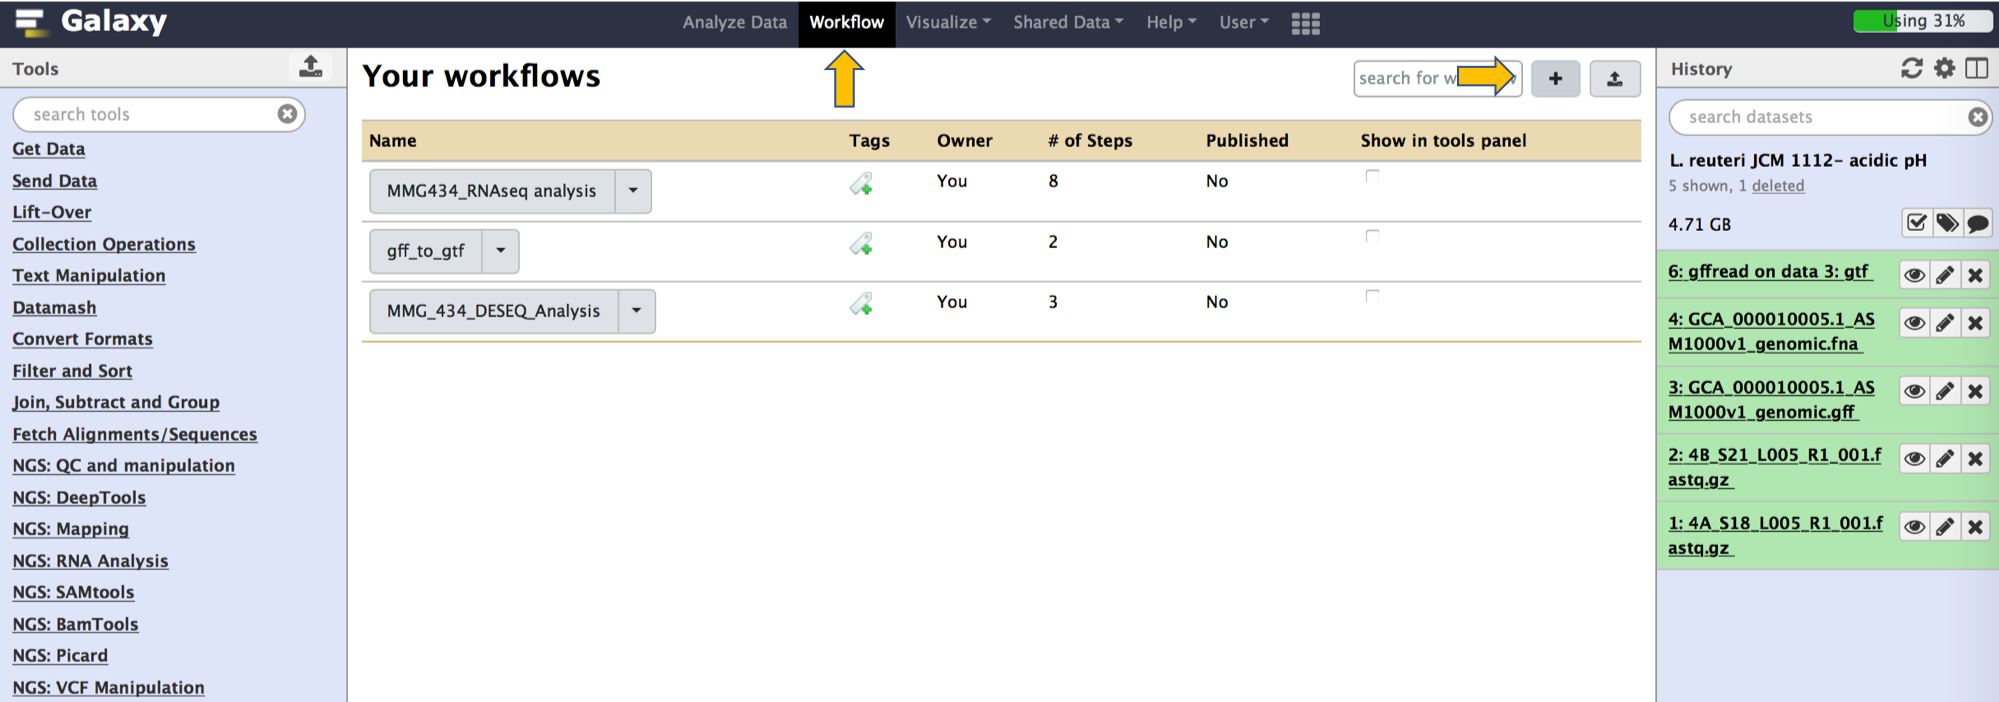 Galaxy
Analyze Data
Workflow
Visualize
Shared Data
Help
User
Using 31%
Tools
search tools
Get Data
Send Data
Lift-Over
Collection Operations
Text Manipulation
Datamash
Convert Formats
Filter and Sort
Join, Subtract and Group
Fetch Alignments/Sequences
NGS: QC and manipulation
NGS: DeepTools
NGS: Mapping
NGS: RNA Analysis
NGS: SAMtools
NGS: BamTools
NGS: Picard
NGS: VCF Manipulation
Your workflows
search for w
Name Tags Owner # of Steps Published Show in tools panel
MMG434_RNAseq analysis You 8 No
gff_to_gtf You 2 No
MMG_434_DESEQ_Analysis You 3 No
History
search datasets
L. reuteri JCM 1112- acidic pH
5 shown, 1 deleted
4.71 GB
6: gffread on data 3: gtf
4: GCA_000010005.1_AS
M1000v1_genomic.fna
3: GCA_000010005.1_AS
M1000v1_genomic.gff
2: 4B_S21_L005_R1_001.f
astq.gz
1: 4A_S18_L005_R1_001.f
astq.gz